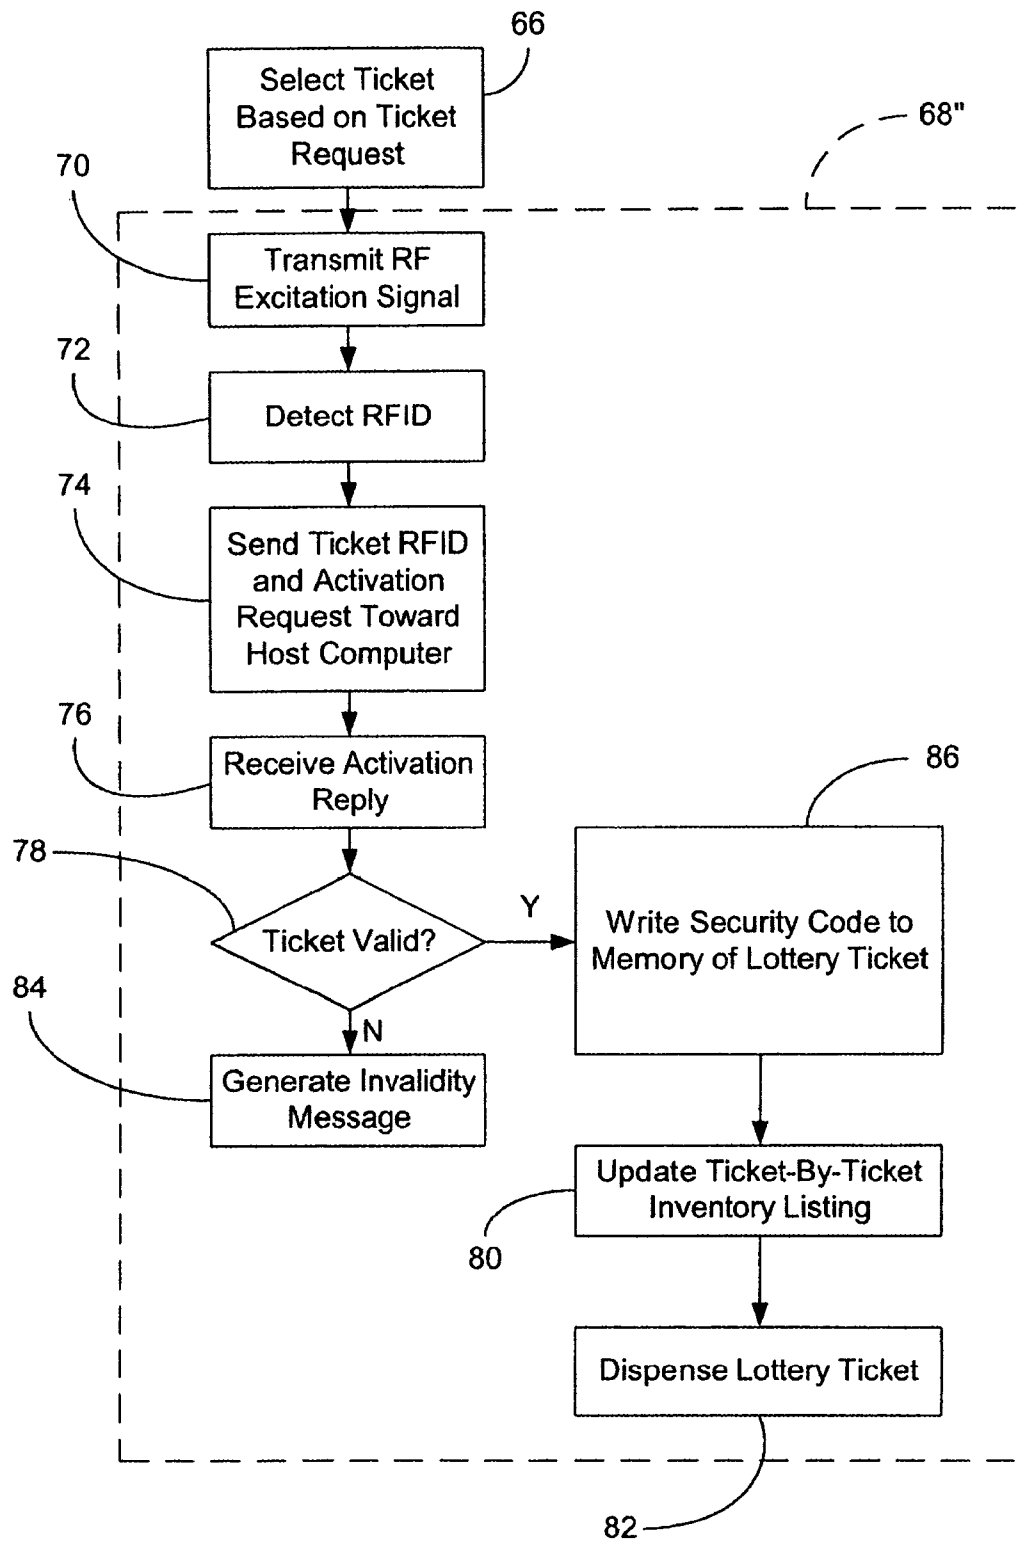 66
Select Ticket
Based on Ticket
Request
68"
70
Transmit RF
Excitation Signal
72
Detect RFID
74
Send Ticket RFID
and Activation
Request Toward
Host Computer
76
Receive Activation
Reply
78
Ticket Valid?
Y
86
Write Security Code to
Memory of Lottery Ticket
84
N
Generate Invalidity
Message
80
Update Ticket-By-Ticket
Inventory Listing
Dispense Lottery Ticket
82